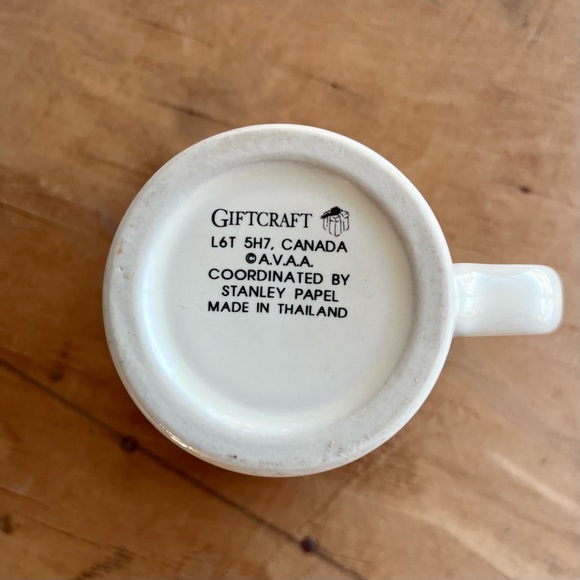 GIFTCRAFT
L6T 5H7, CANADA
©A.V.A.A.
COORDINATED BY
STANLEY PAPEL
MADE IN THAILAND